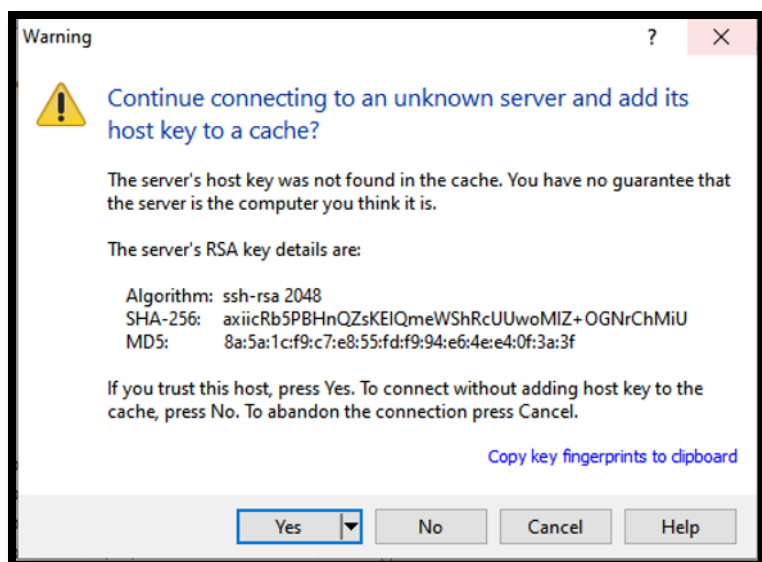 Warning ?
Continue connecting to an unknown server and add its
host key to a cache?
The server's host key was not found in the cache. You have no guarantee that
the server is the computer you think it is.
The server's RSA key details are:
Algorithm: ssh-rsa 2048
SHA-256: axiicRb5PBHnQZsKEIQmeWShRcUUwoMIZ+OGNrChMiU
MD5: 8a:5a:1c:f9:c7:e8:55:fd:f9:94:e6:4e:e4:0f:3a:3f
If you trust this host, press Yes. To connect without adding host key to the
cache, press No. To abandon the connection press Cancel.
Copy key fingerprints to clipboard
Yes No Cancel Help